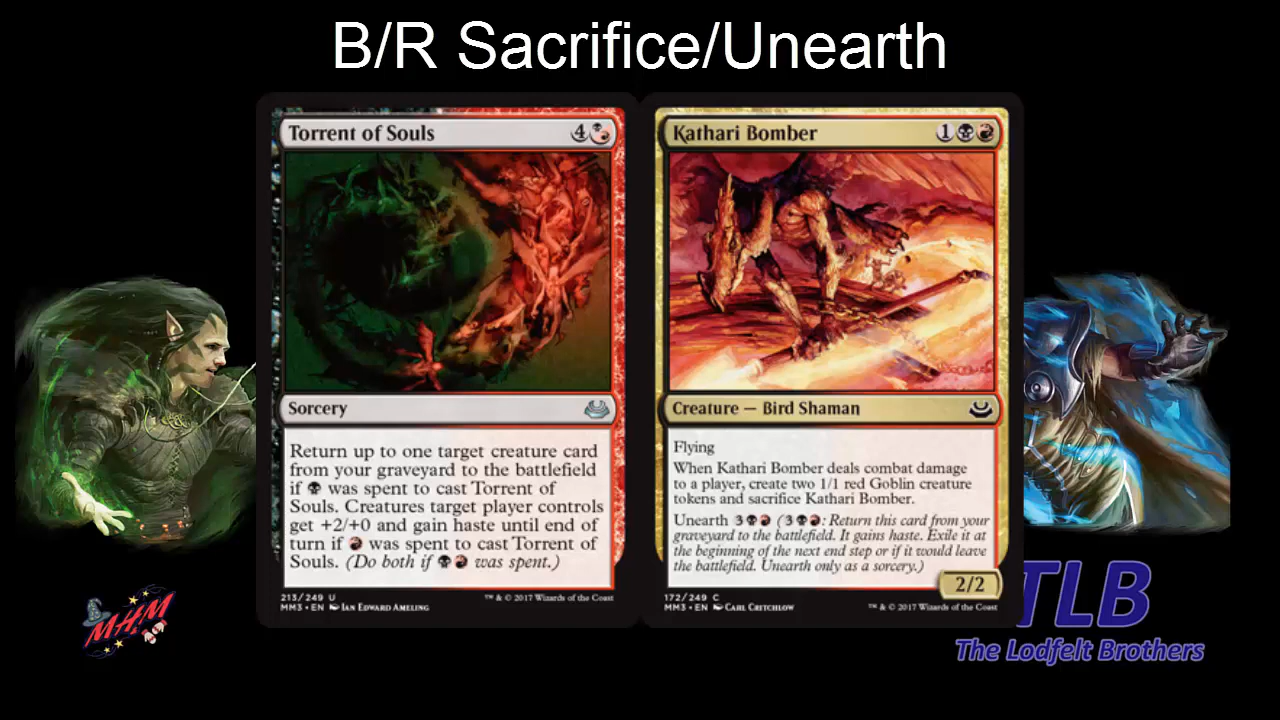 B/R Sacrifice/Unearth
Torrent of Souls 4
Sorcery
Return up to one target creature card
from your graveyard to the battlefield
if was spent to cast Torrent of
Souls. Creatures target player controls
get +2/+0 and gain haste until end of
turn if was spent to cast Torrent of
Souls. (Do both if was spent.)
213/249 U
MM3 • EN Ian Edward Ameling
™ & © 2017 Wizards of the Coast
Kathari Bomber 1
Creature — Bird Shaman
Flying
When Kathari Bomber deals combat damage
to a player, create two 1/1 red Goblin creature
tokens and sacrifice Kathari Bomber.
Unearth 3 (3 : Return this card from your
graveyard to the battlefield. It gains haste. Exile it at
the beginning of the next end step or if it would leave
the battlefield. Unearth only as a sorcery.)
2/2
172/249 C
MM3 • EN Carl Critchlow
™ & © 2017 Wizards of the Coast
MHM
TLB
The Lodfelt Brothers